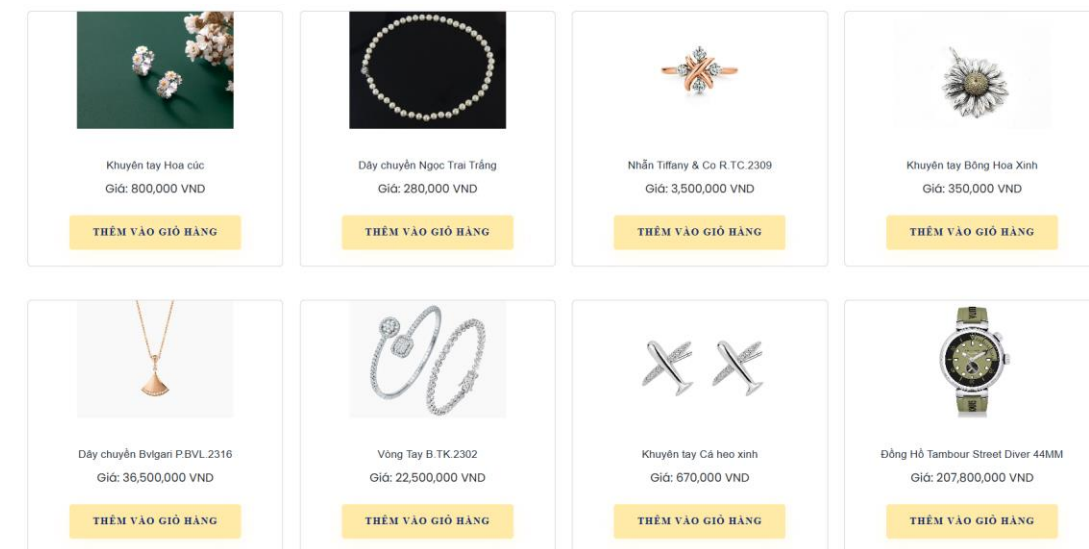 Khuyên tay Hoa cúc
Giá: 800,000 VND
THÊM VÀO GIỎ HÀNG
Dây chuyền Ngọc Trai Trắng
Giá: 280,000 VND
THÊM VÀO GIỎ HÀNG
Nhẫn Tiffany & Co R.TC.2309
Giá: 3,500,000 VND
THÊM VÀO GIỎ HÀNG
Khuyên tay Bông Hoa Xinh
Giá: 350,000 VND
THÊM VÀO GIỎ HÀNG
Dây chuyền Bvlgari P.BVL.2316
Giá: 36,500,000 VND
THÊM VÀO GIỎ HÀNG
Vòng Tay B.TK.2302
Giá: 22,500,000 VND
THÊM VÀO GIỎ HÀNG
Khuyên tay Cá heo xinh
Giá: 670,000 VND
THÊM VÀO GIỎ HÀNG
Đồng Hồ Tambour Street Diver 44MM
Giá: 207,800,000 VND
THÊM VÀO GIỎ HÀNG